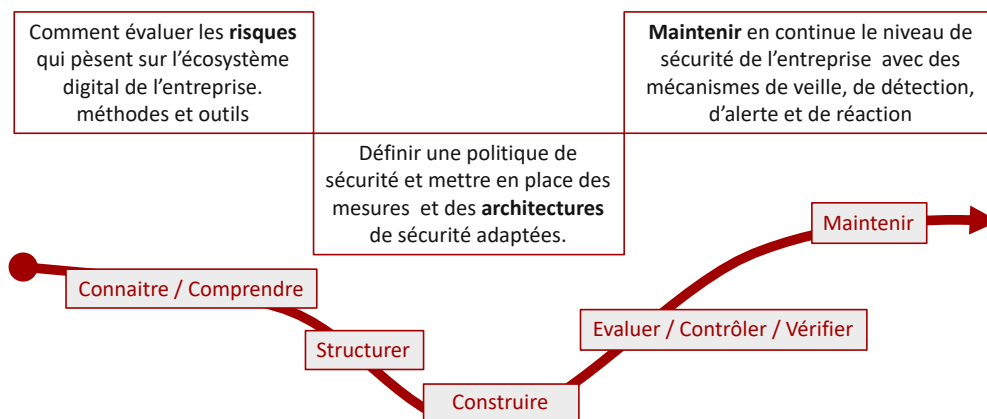 Comment évaluer les risques
qui pèsent sur l'écosystème
digital de l'entreprise.
méthodes et outils
Maintenir en continue le niveau de
sécurité de l'entreprise avec des
mécanismes de veille, de détection,
d'alerte et de réaction
Définir une politique de
sécurité et mettre en place des
mesures et des architectures
de sécurité adaptées.
Maintenir
Connaitre / Comprendre
Evaluer / Contrôler / Vérifier
Structurer
Construire